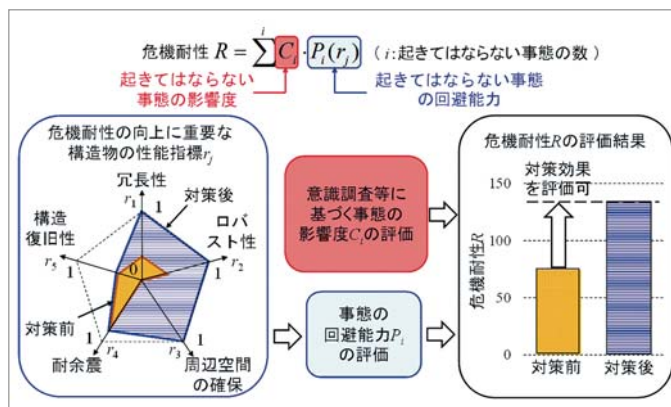 危機耐性 R = Σ^i_i C_i · P_i(r_j) (i:起きてはならない事態の数)
起きてはならない
事態の影響度
起きてはならない事態
の回避能力
危機耐性の向上に重要な
構造物の性能指標r_j
冗長性
r_1
1
対策後
ロバ
スト性
r_2
1
構造
復旧性
r_5
1
0
対策前
耐余震
r_4
1
r_3
1
周辺空間
の確保
意識調査等に
基づく事態の
影響度C_iの評価
事態の
回避能力P_i
の評価
危機耐性Rの評価結果
対策効果
を評価可
危機耐性R
150
100
50
0
対策前
対策後